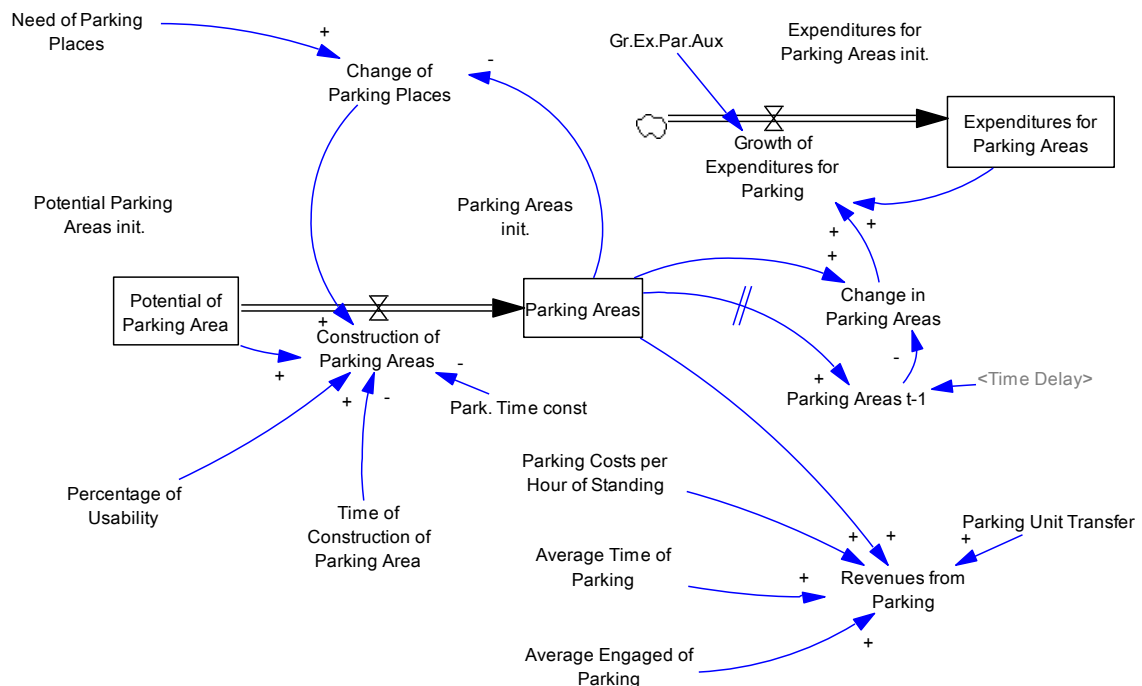 Need of Parking
Places
+
Change of
Parking Places
-
Gr.Ex.Par.Aux
Expenditures for
Parking Areas init.
Growth of
Expenditures for
Parking
Expenditures for
Parking Areas
+
+
Potential Parking
Areas init.
Parking Areas
init.
Potential of
Parking Area
+
Construction of
Parking Areas
+
-
+
-
Park. Time const
Parking Areas
+
Change in
Parking Areas
-
+
Parking Areas t-1
<Time Delay>
Percentage of
Usability
Time of
Construction of
Parking Area
Parking Costs per
Hour of Standing
+
+
Parking Unit Transfer
+
Average Time of
Parking
+
Revenues from
Parking
+
Average Engaged of
Parking